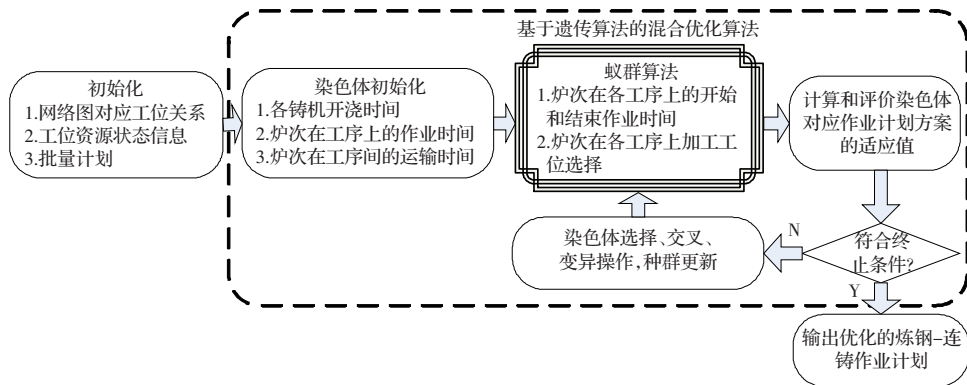 基于遗传算法的混合优化算法
初始化
1.网络图对应工位关系
2.工位资源状态信息
3.批量计划
染色体初始化
1.各铸机开浇时间
2.炉次在工序上的作业时间
3.炉次在工序间的运输时间
蚁群算法
1.炉次在各工序上的开始
和结束作业时间
2.炉次在各工序上加工工
位选择
计算和评价染色体
对应作业计划方案
的适应值
符合终
止条件?
N
染色体选择、交叉、
变异操作,种群更新
Y
输出优化的炼钢-连
铸作业计划